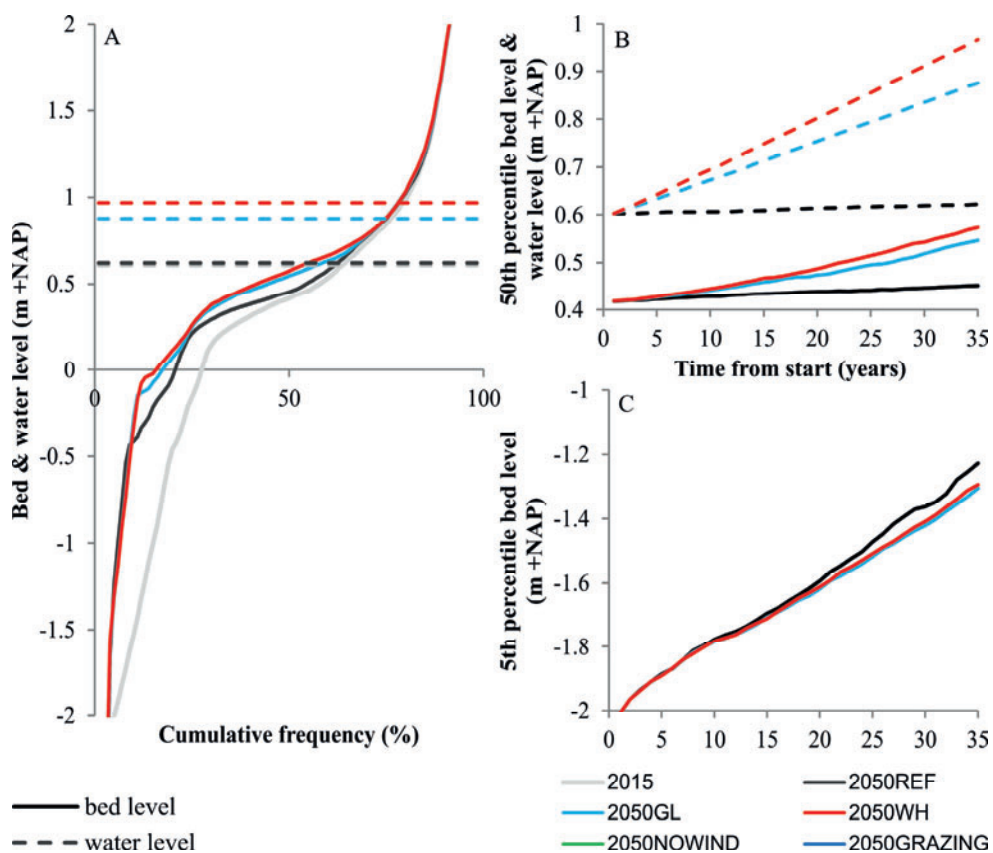 A
Bed & water level (m +NAP)
2
1.5
1
0.5
0
-0.5
-1
-1.5
-2
0
50
100
Cumulative frequency (%)
B
50th percentile bed level &
water level (m +NAP)
1
0.9
0.8
0.7
0.6
0.5
0.4
0
5
10
15
20
25
30
35
Time from start (years)
C
5th percentile bed level
(m +NAP)
-1
-1.2
-1.4
-1.6
-1.8
-2
0
5
10
15
20
25
30
35
bed level
water level
2015
2050REF
2050GL
2050WH
2050NOWIND
2050GRAZING